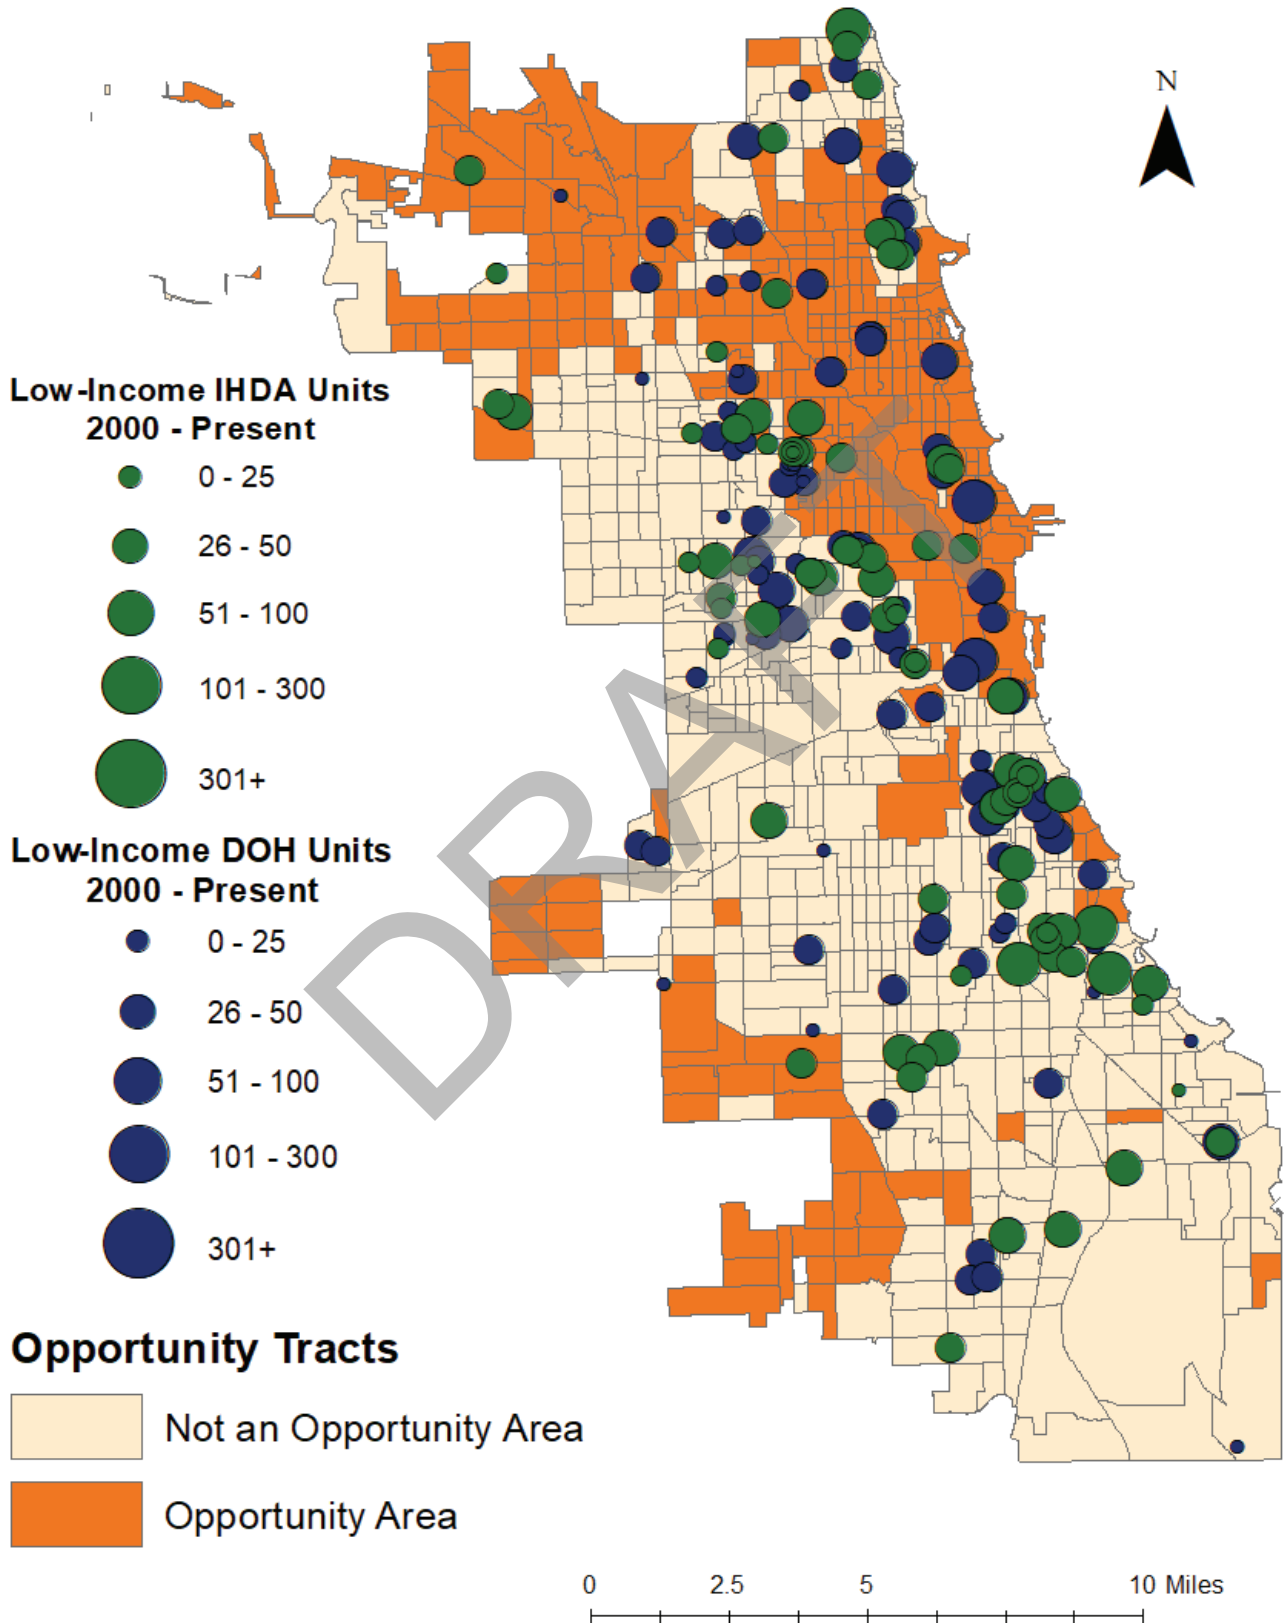 N
Low-Income IHDA Units
2000 - Present
0 - 25
26 - 50
51 - 100
101 - 300
301+
Low-Income DOH Units
2000 - Present
0 - 25
26 - 50
51 - 100
101 - 300
301+
Opportunity Tracts
Not an Opportunity Area
Opportunity Area
0 2.5 5 10 Miles
DRAFT